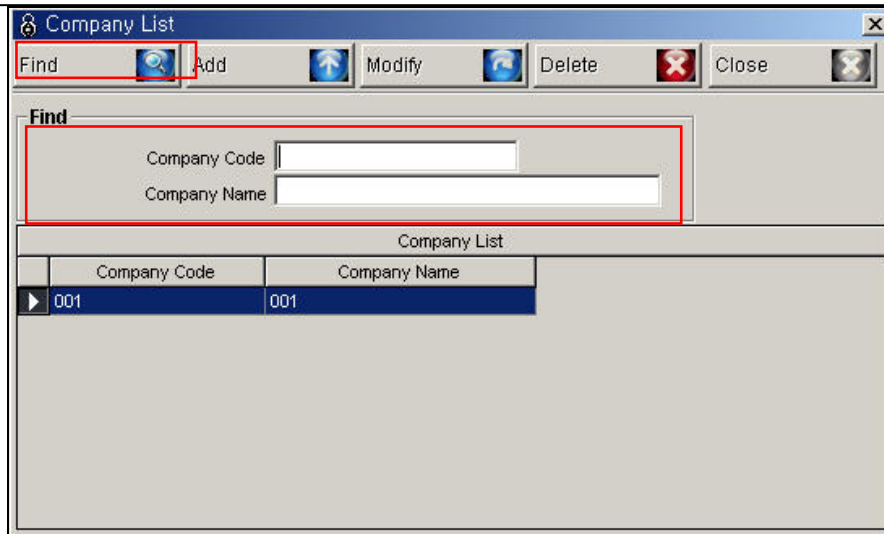 Company List
Find Add Modify Delete Close
Find
Company Code
Company Name
Company List
Company Code Company Name
001 001